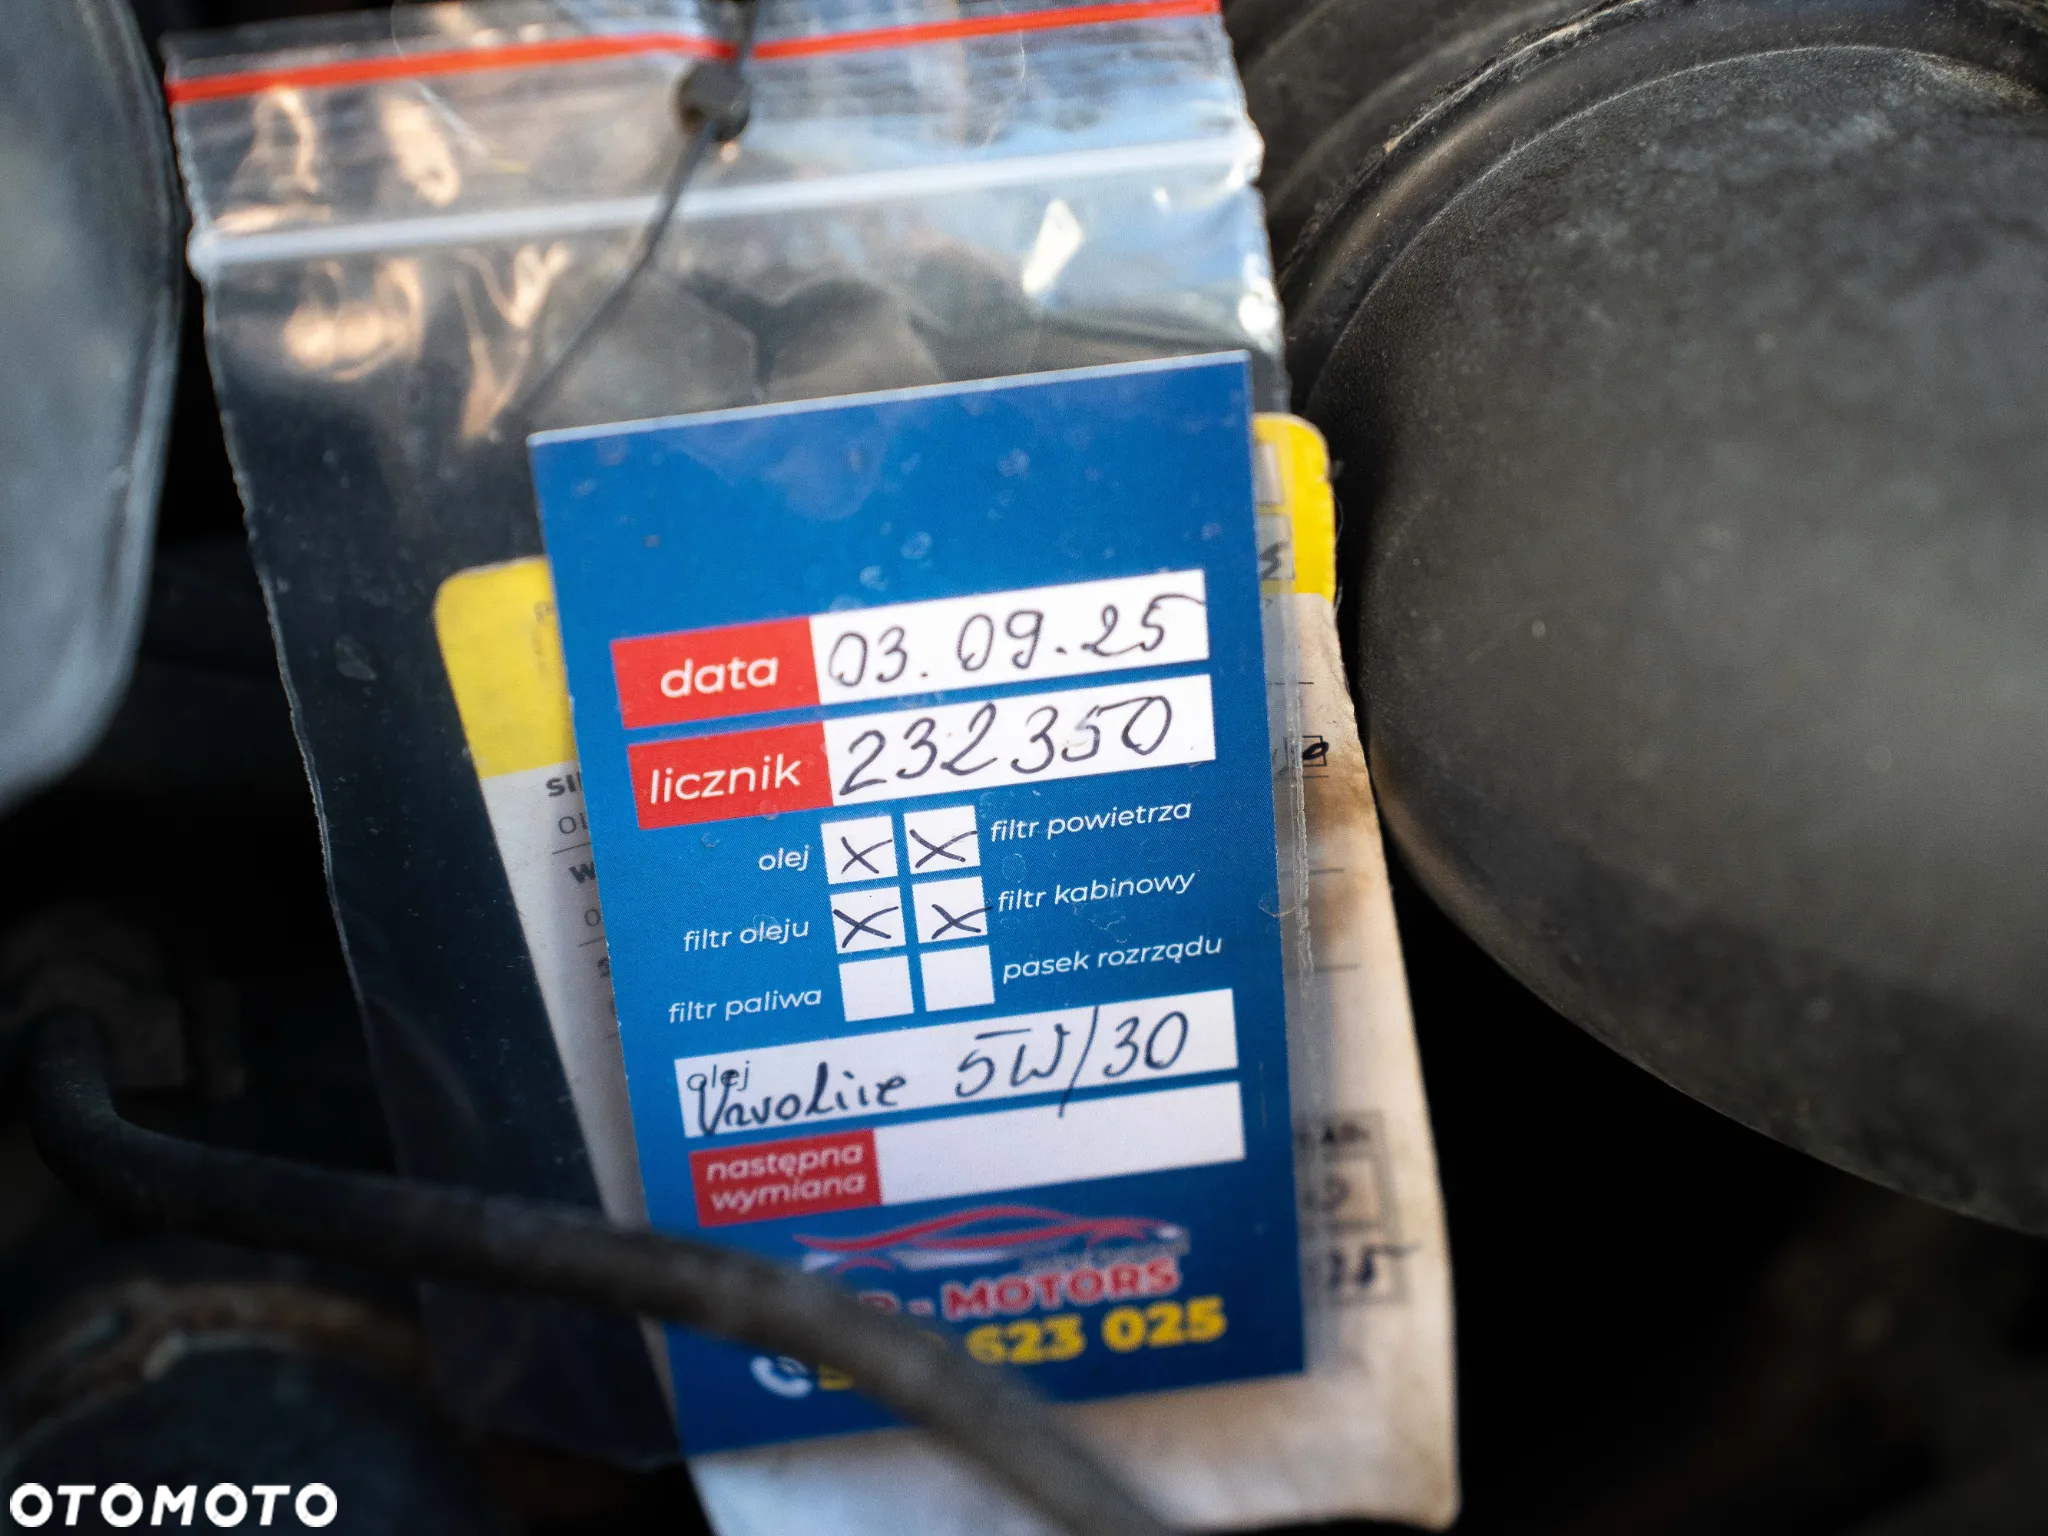 data 03.09.25
licznik 232350
olej filtr powietrza
filtr oleju filtr kabinowy
filtr paliwa pasek rozrządu
olej
5W/30
następna
wymiana
MOTORS
623 025
OTOMOTO